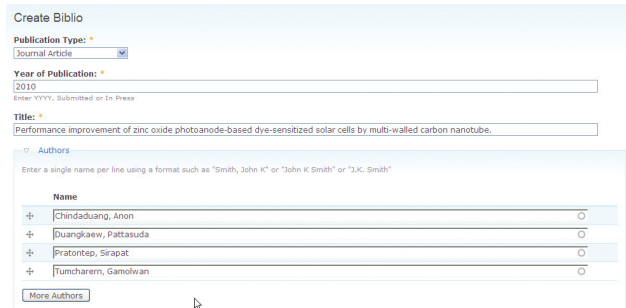 Create Biblio
Publication Type: *
Journal Article
Year of Publication: *
2010
Enter YYYY, Submitted or In Press
Title: *
Performance improvement of zinc oxide photoanode-based dye-sensitized solar cells by multi-walled carbon nanotube.
Authors
Enter a single name per line using a format such as "Smith, John K" or "John K Smith" or "J.K. Smith"
Name
Chindaduang, Anon
Duangkaew, Pattasuda
Pratontep, Sirapat
Tumcharern, Gamolwan
More Authors